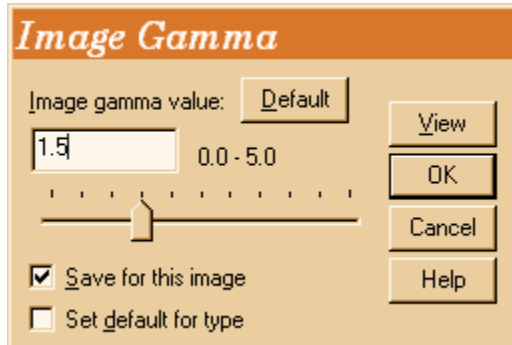 Image Gamma
Image gamma value:
Default
1.5
0.0 - 5.0
View
OK
Cancel
Help
Save for this image
Set default for type